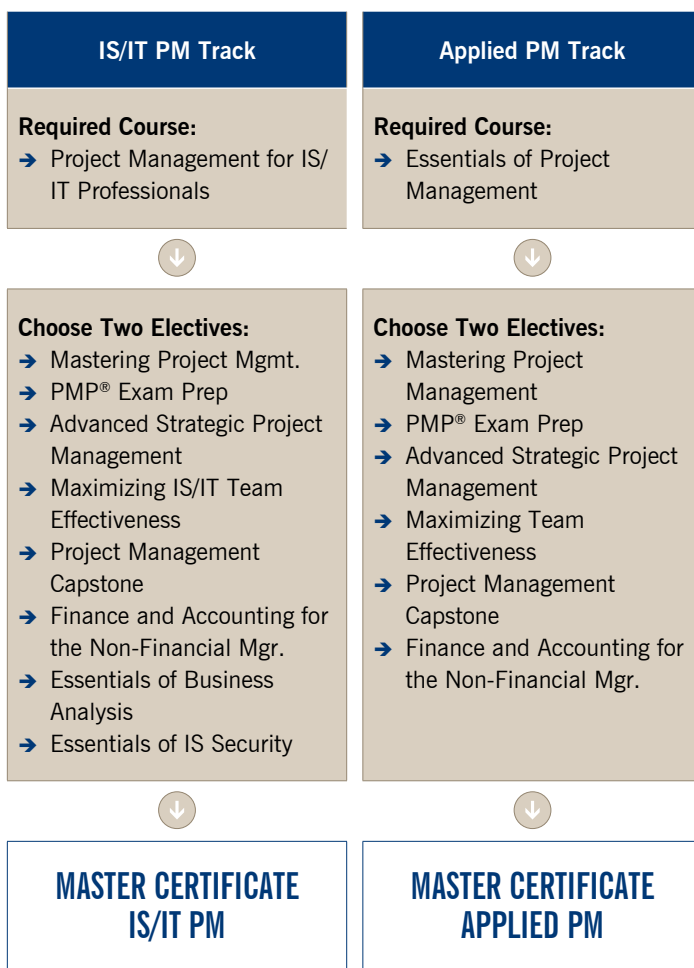 IS/IT PM Track
Required Course:
➔ Project Management for IS/
IT Professionals
Choose Two Electives:
➔ Mastering Project Mgmt.
➔ PMP® Exam Prep
➔ Advanced Strategic Project
Management
➔ Maximizing IS/IT Team
Effectiveness
➔ Project Management
Capstone
➔ Finance and Accounting for
the Non-Financial Mgr.
➔ Essentials of Business
Analysis
➔ Essentials of IS Security
MASTER CERTIFICATE
IS/IT PM
Applied PM Track
Required Course:
➔ Essentials of Project
Management
Choose Two Electives:
➔ Mastering Project
Management
➔ PMP® Exam Prep
➔ Advanced Strategic Project
Management
➔ Maximizing Team
Effectiveness
➔ Project Management
Capstone
➔ Finance and Accounting for
the Non-Financial Mgr.
MASTER CERTIFICATE
APPLIED PM